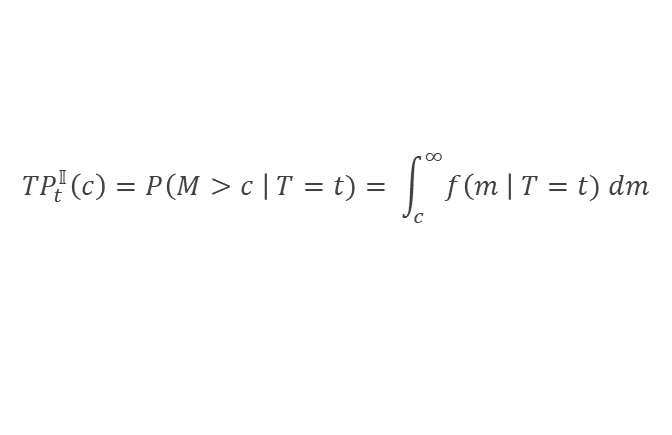 TP_t^𝕀(c) = P(M > c | T = t) = ∫_c^∞ f(m | T = t) dm